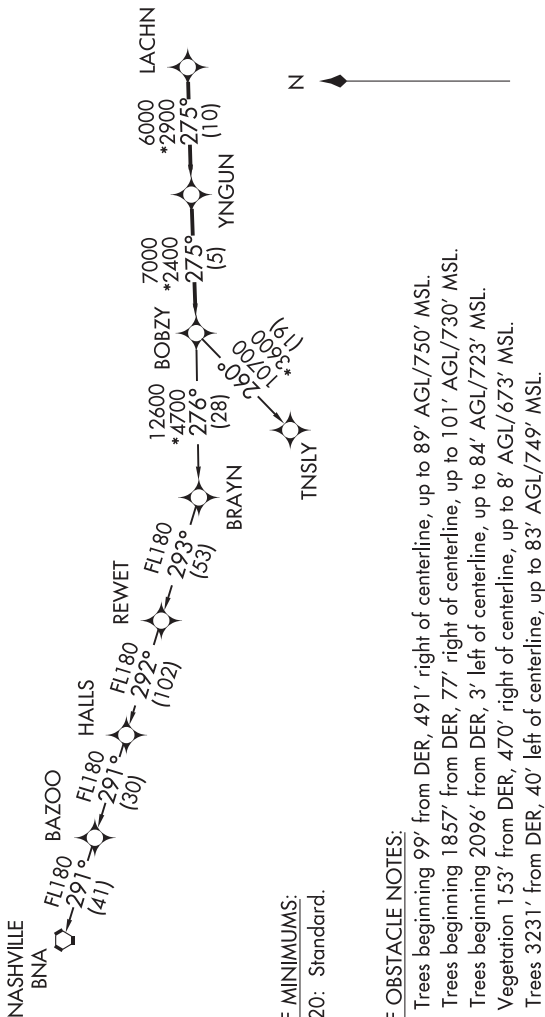 NASHVILLE
BNA
FL180
291°
(41)
BAZOO
FL180
291°
(30)
HALLS
FL180
292°
(102)
REWET
FL180
293°
(53)
BRAYN
12600
*4700
276°
(28)
BOBZY
260°
10700
*3600
(19)
TNSLY
7000
*2400
275°
(5)
YNGUN
6000
*2900
275°
(10)
LACHN
N
MINIMUMS:
20: Standard.
OBSTACLE NOTES:
Trees beginning 99' from DER, 491' right of centerline, up to 89' AGL/750' MSL.
Trees beginning 1857' from DER, 77' right of centerline, up to 101' AGL/730' MSL.
Trees beginning 2096' from DER, 3' left of centerline, up to 84' AGL/723' MSL.
Vegetation 153' from DER, 470' right of centerline, up to 8' AGL/673' MSL.
Trees 3231' from DER, 40' left of centerline, up to 83' AGL/749' MSL.